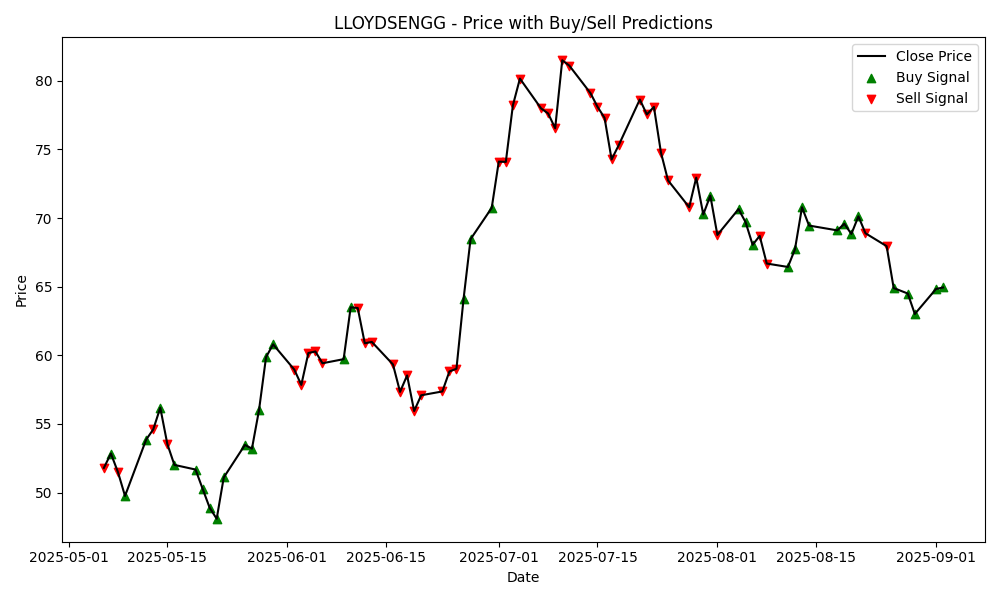 LLOYDSENGG - Price with Buy/Sell Predictions
Close Price
Buy Signal
Sell Signal
80
75
70
65
60
55
50
Price
2025-05-01 2025-05-15 2025-06-01 2025-06-15 2025-07-01 2025-07-15 2025-08-01 2025-08-15 2025-09-01
Date